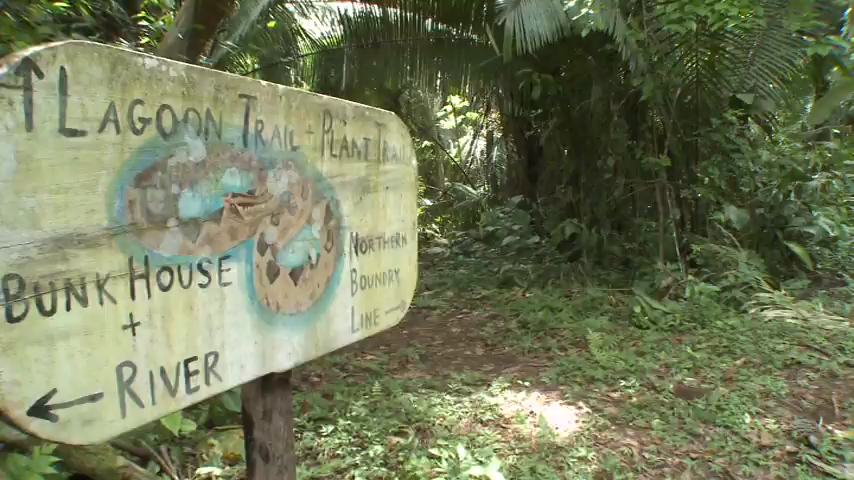 ↑ LAGOON TRAIL + PLANT TRAIL
BUNK HOUSE
+
RIVER
←
NORTHERN
BOUNDRY
LINE →